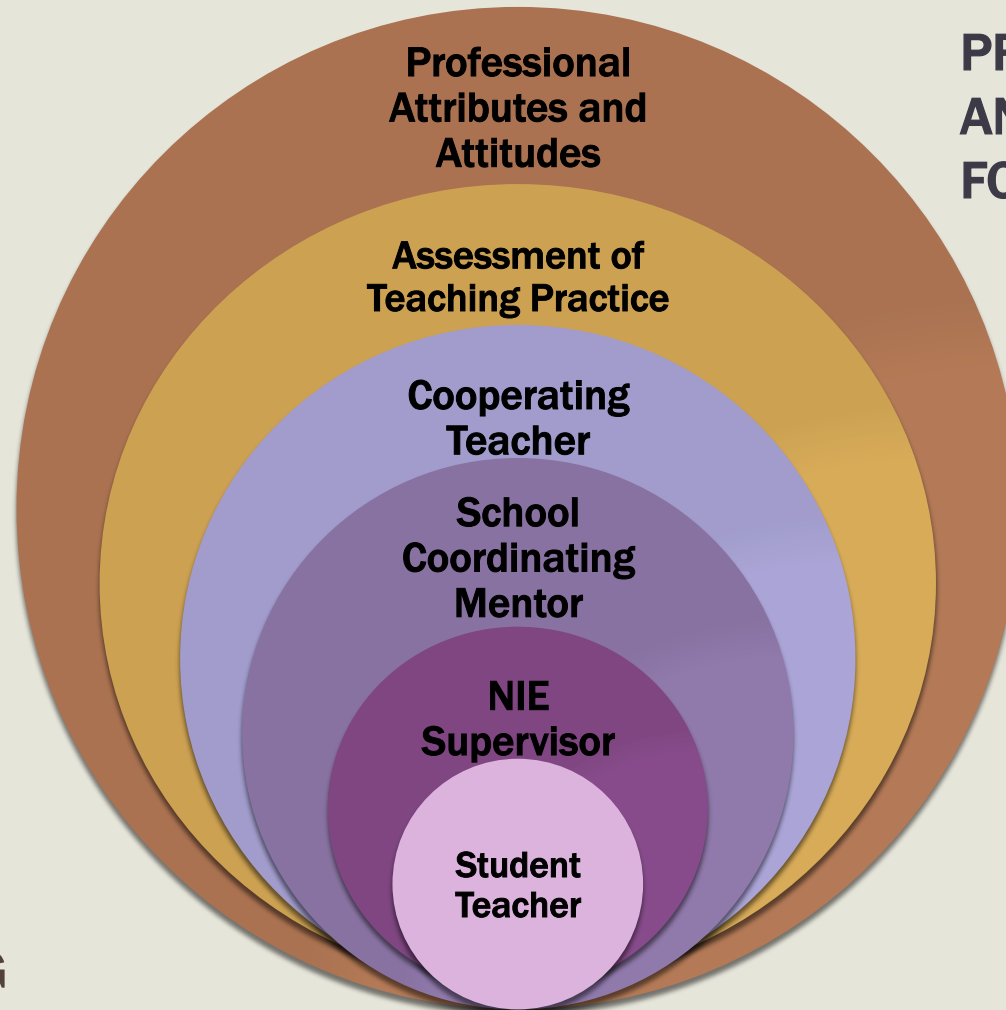 Professional
Attributes and
Attitudes
Assessment of
Teaching Practice
Cooperating
Teacher
School
Coordinating
Mentor
NIE
Supervisor
Student
Teacher